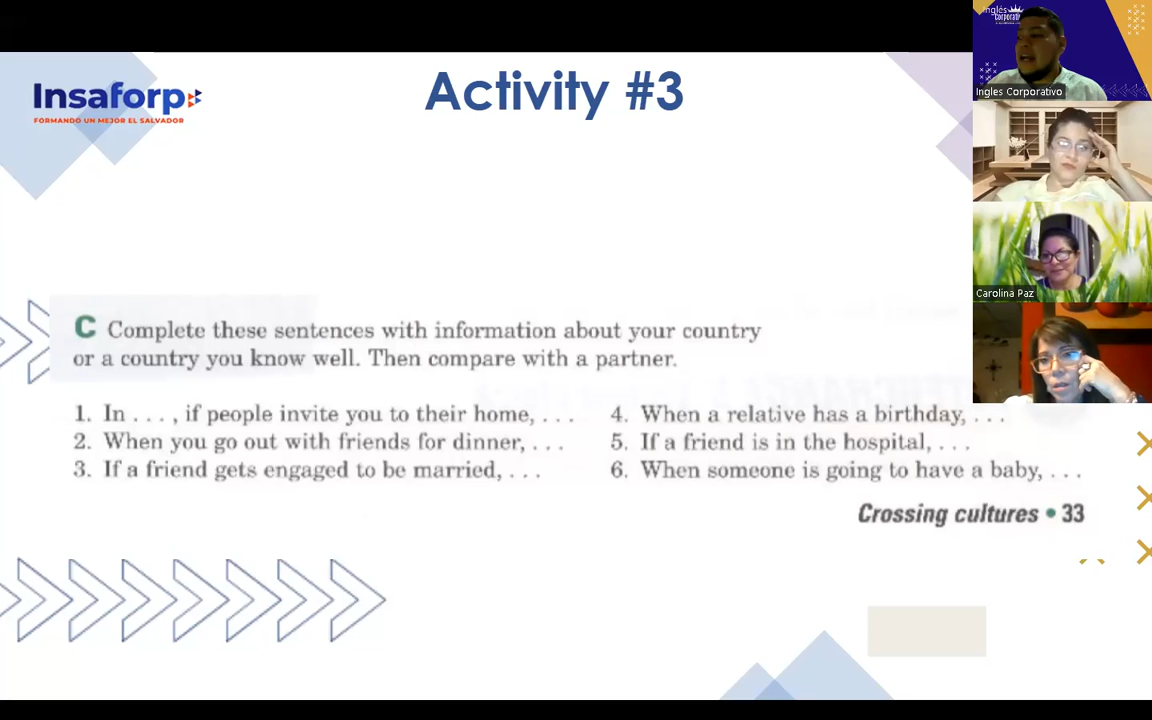 Activity #3
Insaforp
FORMANDO UN MEJOR EL SALVADOR
C Complete these sentences with information about your country
or a country you know well. Then compare with a partner.
1. In . . . , if people invite you to their home, . . .
2. When you go out with friends for dinner, . . .
3. If a friend gets engaged to be married, . . .
4. When a relative has a birthday, . . .
5. If a friend is in the hospital, . . .
6. When someone is going to have a baby, . . .
Crossing cultures • 33
Inglés
Corporativo
Ingles Corporativo
Carolina Paz